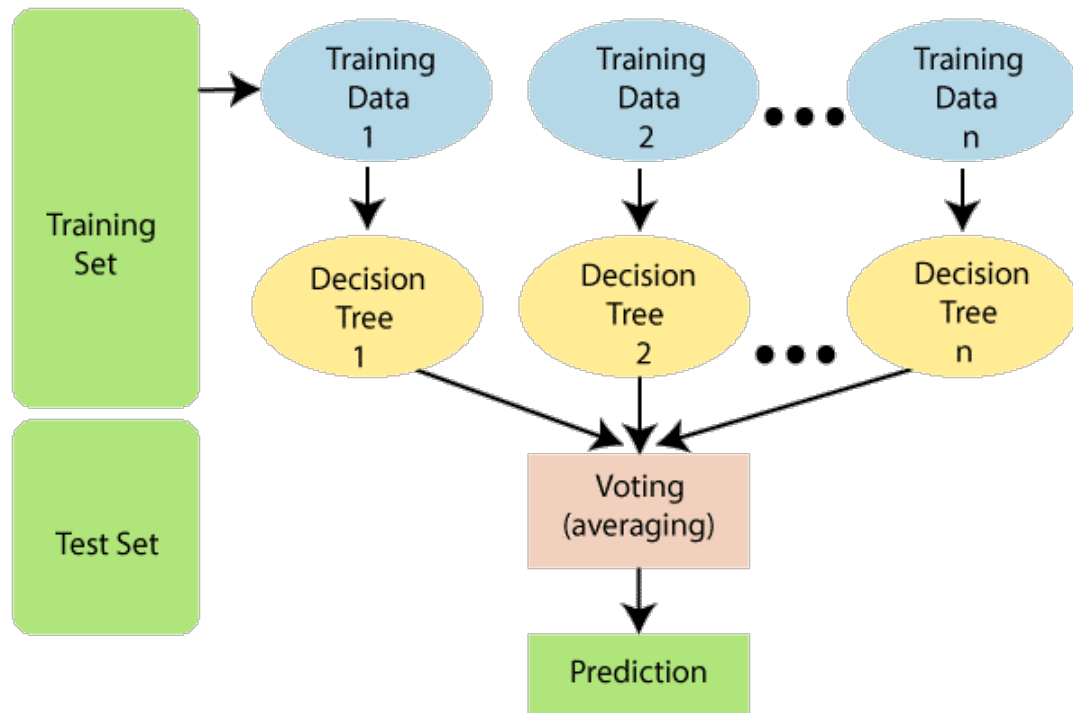 Training
Set
Training
Data
1
Training
Data
2
Training
Data
n
Decision
Tree
1
Decision
Tree
2
Decision
Tree
n
Test Set
Voting
(averaging)
Prediction